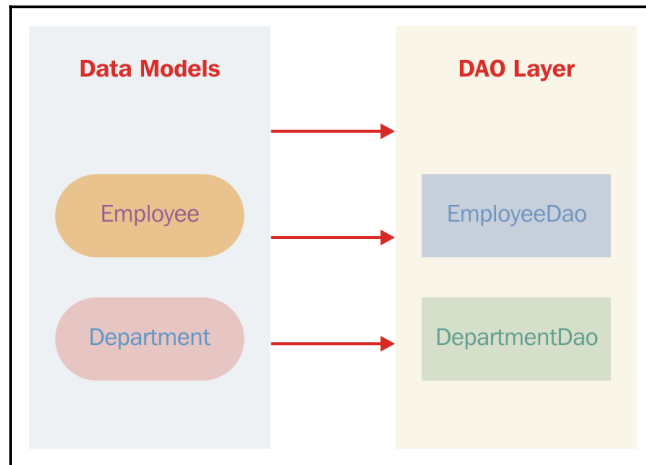 Data Models
DAO Layer
Employee
EmployeeDao
Department
DepartmentDao